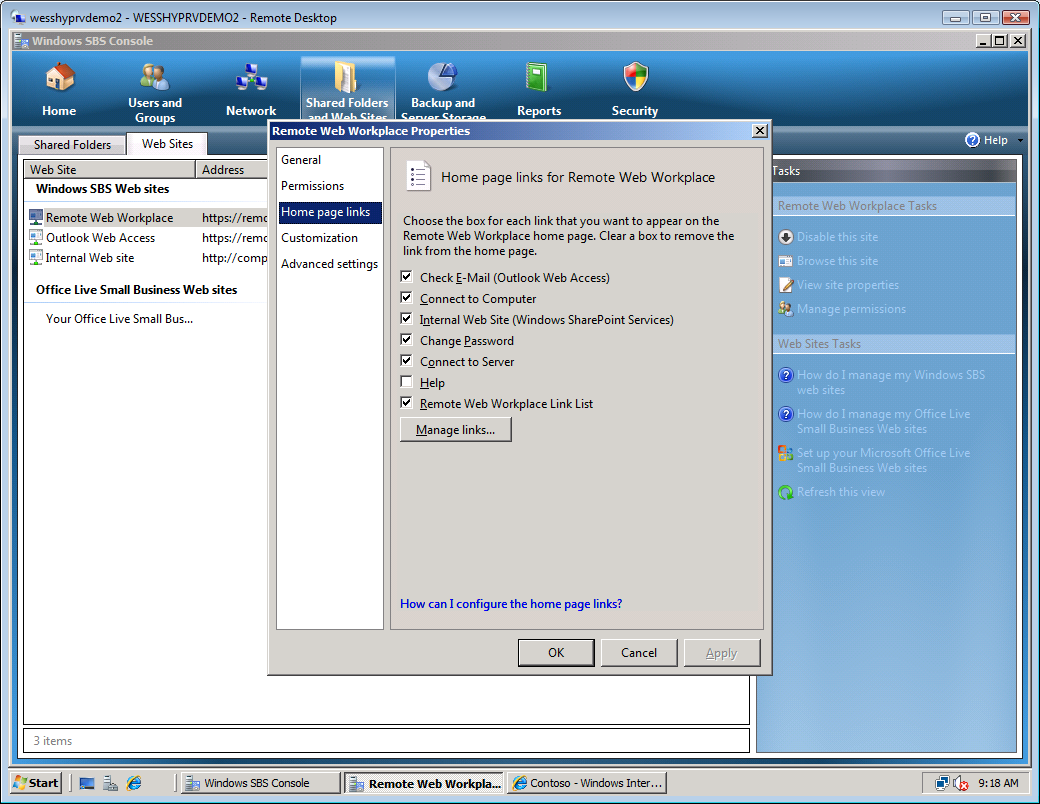 wesshyprvdemo2 - WESSHYPRVDEMO2 - Remote Desktop
Windows SBS Console
Home
Users and
Groups
Network
Shared Folders
and Web Sites
Backup and
Server Storage
Reports
Security
Shared Folders
Web Sites
Help
Web Site
Address
Windows SBS Web sites
Remote Web Workplace
https://remo
Outlook Web Access
https://remo
Internal Web site
http://comp
Office Live Small Business Web sites
Your Office Live Small Bus...
3 items
Remote Web Workplace Properties
General
Permissions
Home page links
Customization
Advanced settings
Home page links for Remote Web Workplace
Choose the box for each link that you want to appear on the
Remote Web Workplace home page. Clear a box to remove the
link from the home page.
Check E-Mail (Outlook Web Access)
Connect to Computer
Internal Web Site (Windows SharePoint Services)
Change Password
Connect to Server
Help
Remote Web Workplace Link List
Manage links...
How can I configure the home page links?
OK
Cancel
Apply
Tasks
Remote Web Workplace Tasks
Disable this site
Browse this site
View site properties
Manage permissions
Web Sites Tasks
How do I manage my Windows SBS
web sites
How do I manage my Office Live
Small Business Web sites
Set up your Microsoft Office Live
Small Business Web sites
Refresh this view
Start
Windows SBS Console
Remote Web Workpla...
Contoso - Windows Inter...
9:18 AM